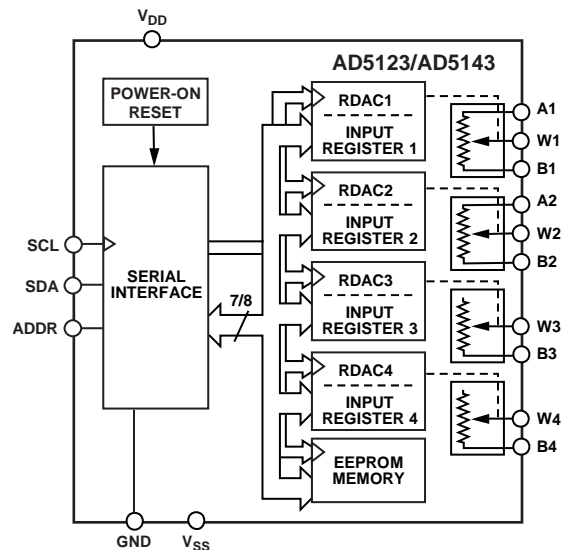 VDD
AD5123/AD5143
POWER-ON
RESET
RDAC1
INPUT
REGISTER 1
A1
W1
B1
RDAC2
INPUT
REGISTER 2
A2
W2
B2
SCL
SDA
ADDR
SERIAL
INTERFACE
7/8
RDAC3
INPUT
REGISTER 3
W3
B3
RDAC4
INPUT
REGISTER 4
W4
B4
EEPROM
MEMORY
GND
VSS